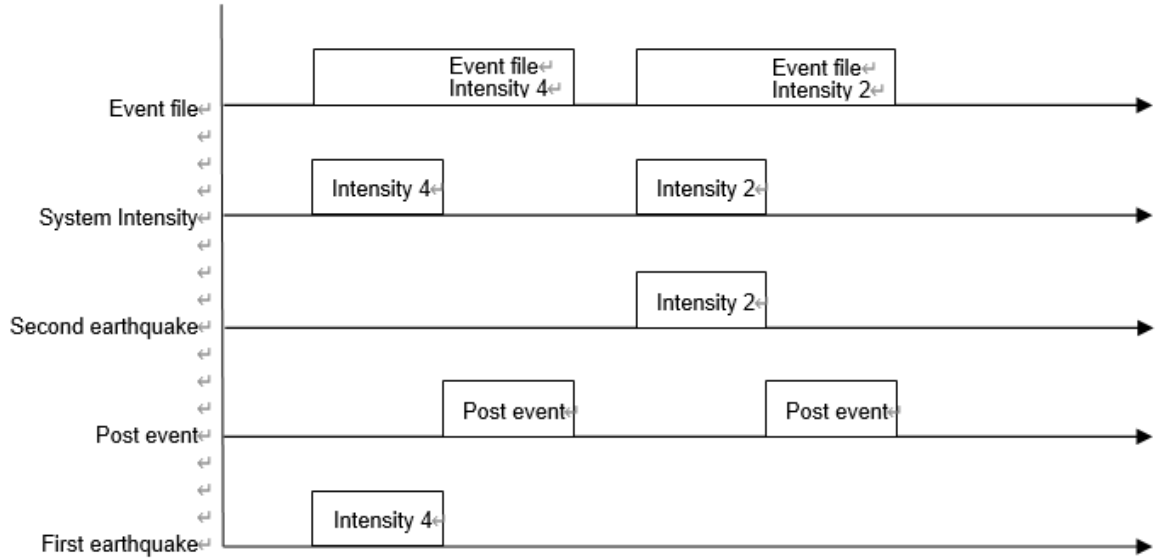 Event file
Intensity 4
Event file
Intensity 2
Event file
Intensity 4
Intensity 2
System Intensity
Intensity 2
Second earthquake
Post event
Post event
Post event
Intensity 4
First earthquake